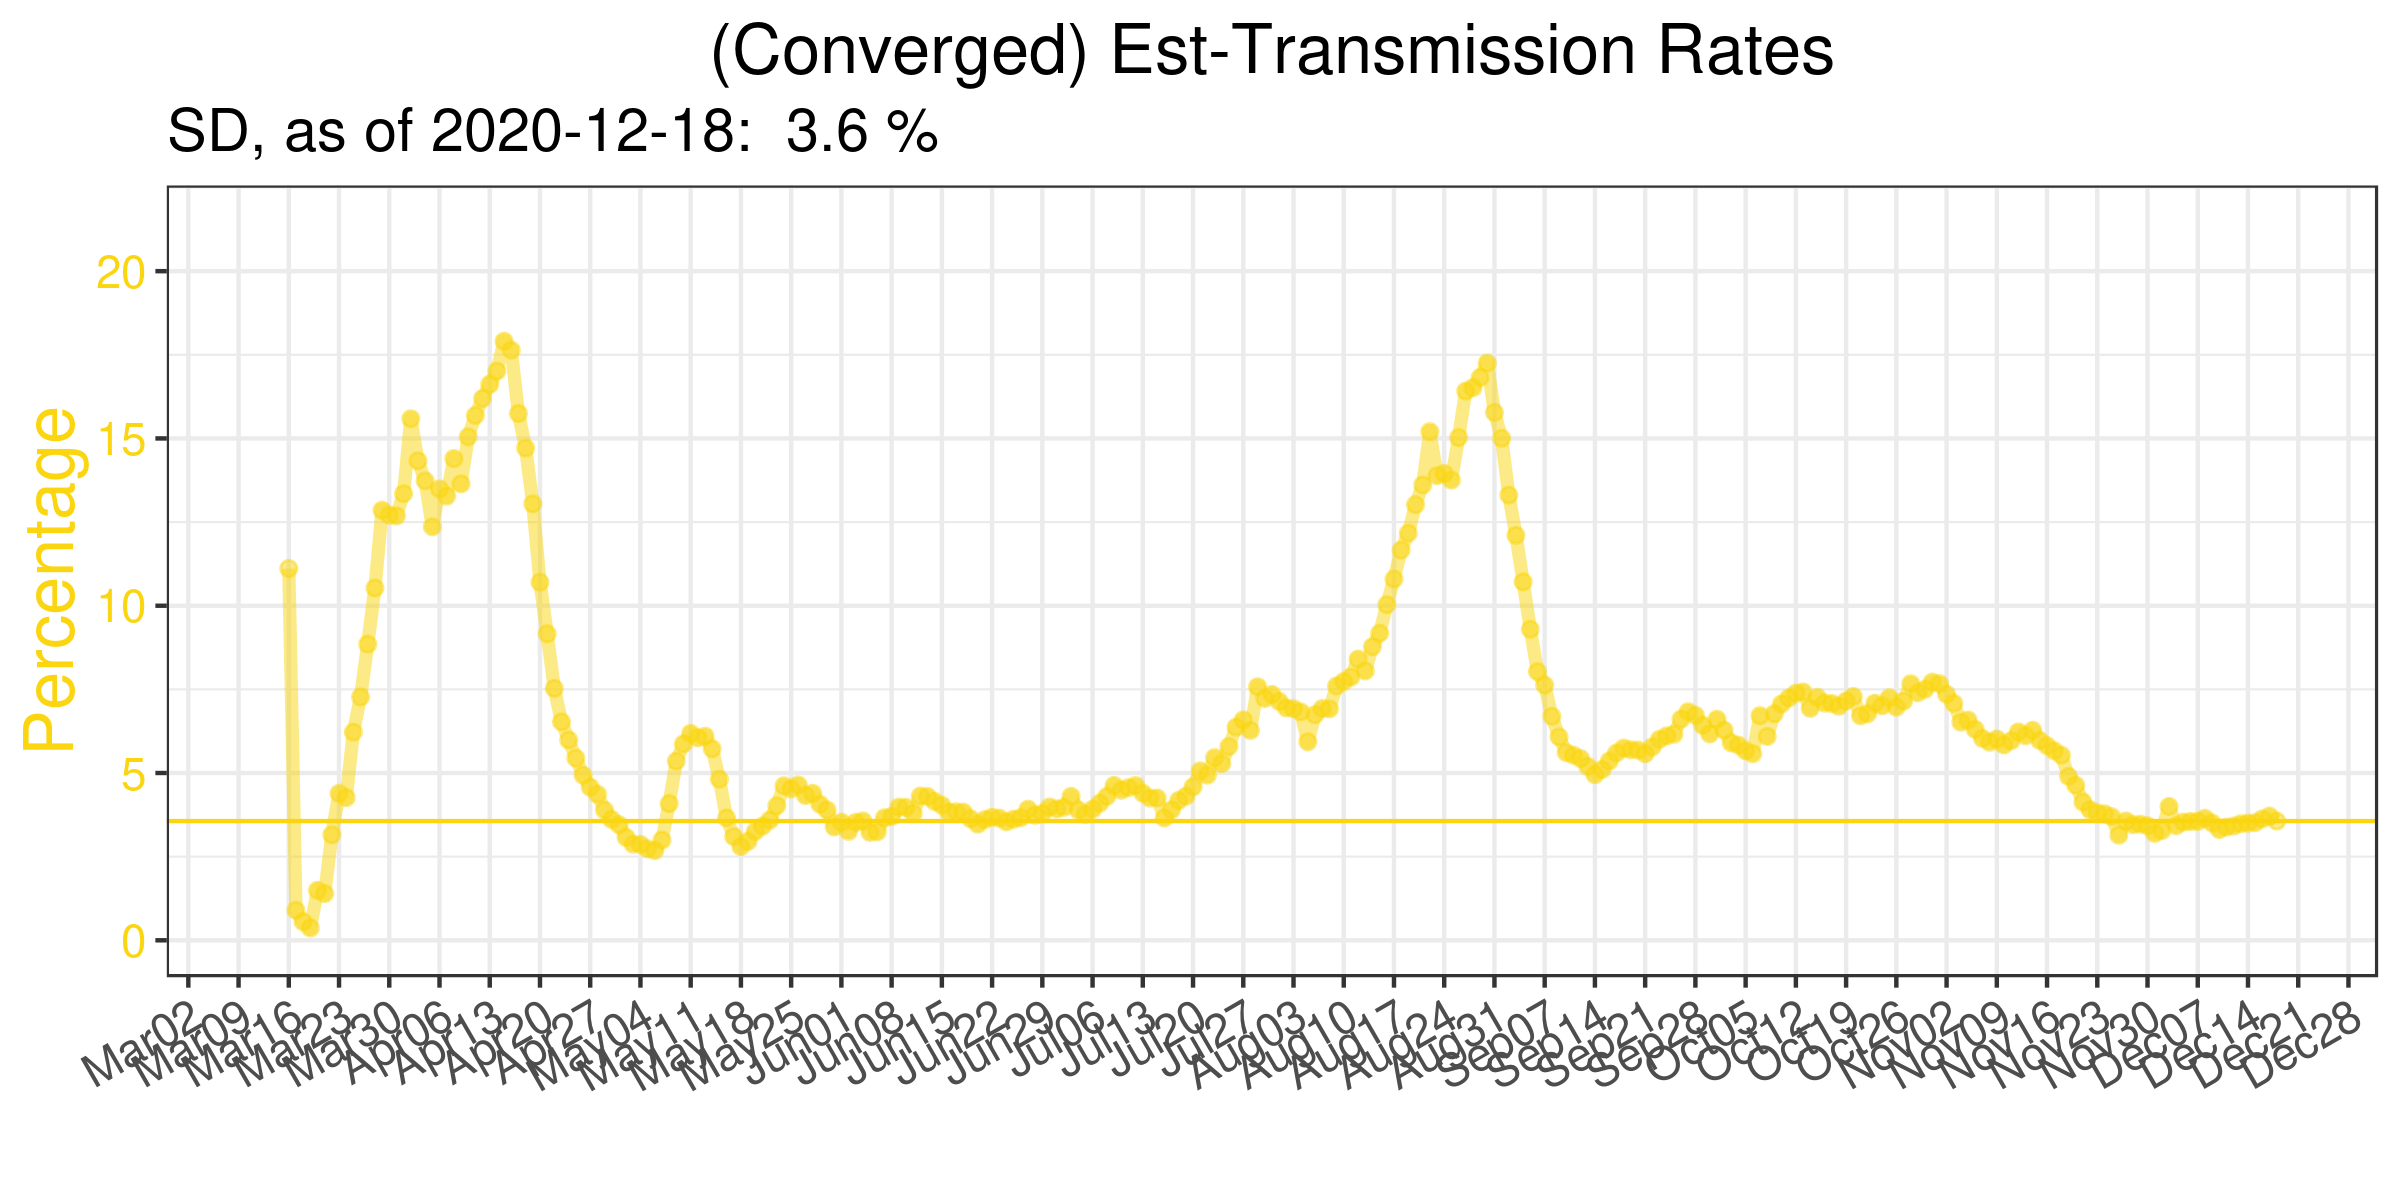 (Converged) Est-Transmission Rates
SD, as of 2020-12-18:  3.6 %
Percentage
20
15
10
5
0
Mar02
Mar09
Mar16
Mar23
Mar30
Apr06
Apr13
Apr20
Apr27
May04
May11
May18
May25
Jun01
Jun08
Jun15
Jun22
Jun29
Jul06
Jul13
Jul20
Jul27
Aug03
Aug10
Aug17
Aug24
Aug31
Sep07
Sep14
Sep21
Sep28
Oct05
Oct12
Oct19
Oct26
Nov02
Nov09
Nov16
Nov23
Nov30
Dec07
Dec14
Dec21
Dec28